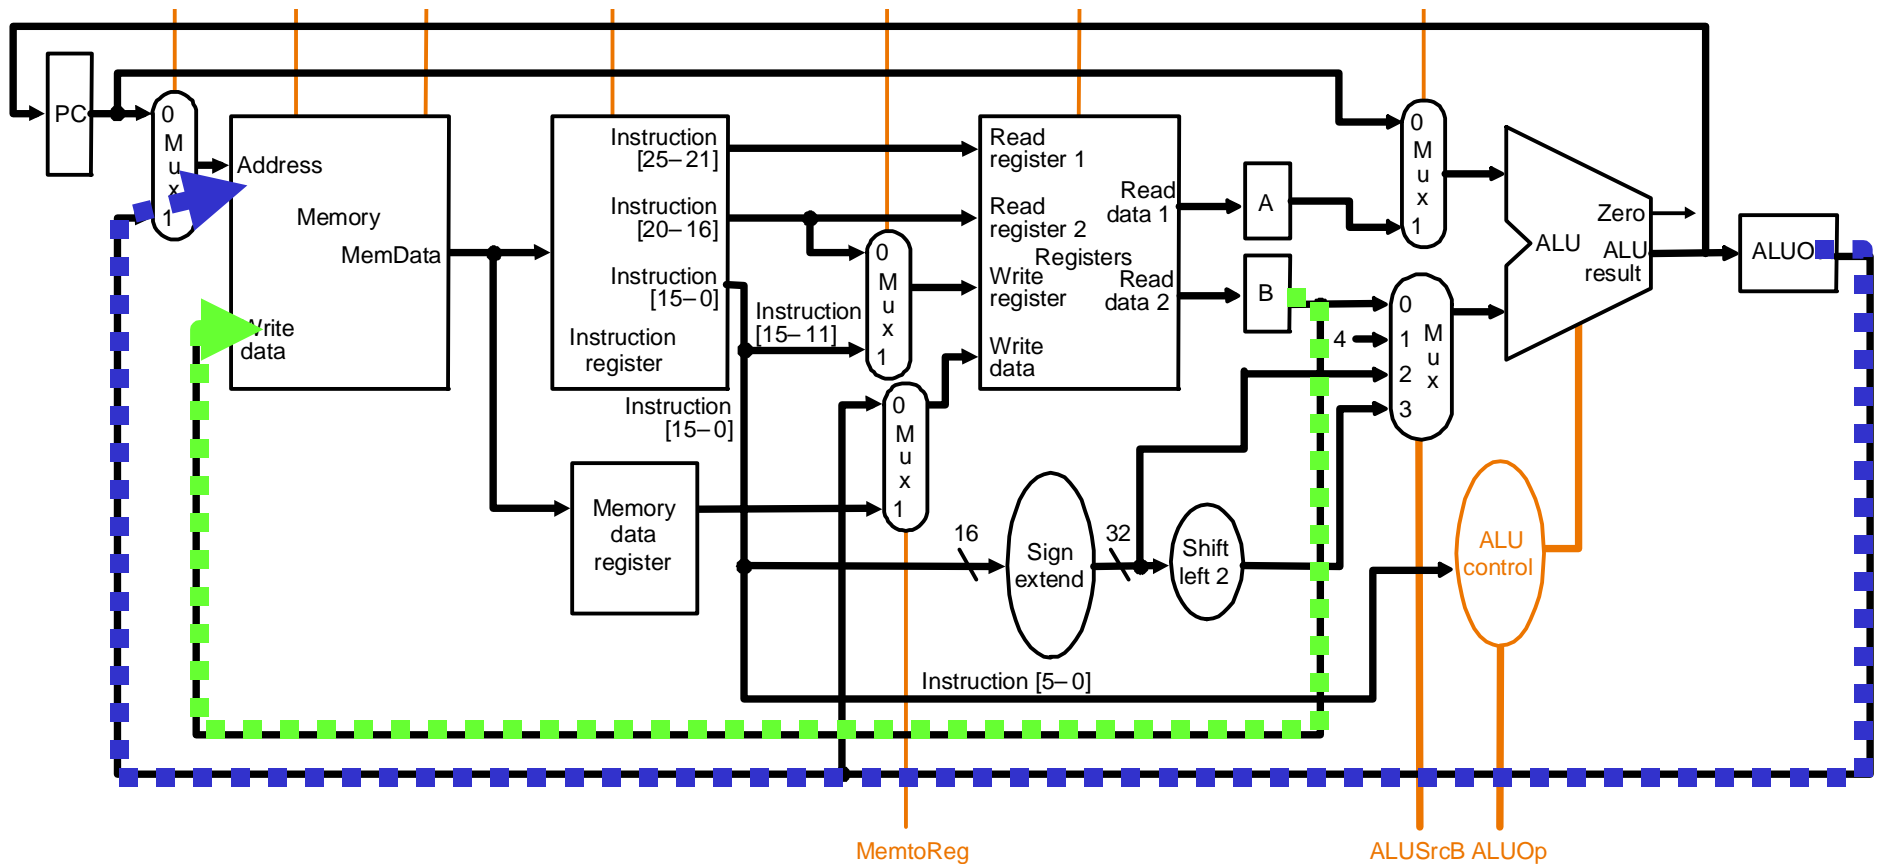 PC
0
M
u
x
1
Address
Memory
MemData
Write
data
Instruction
[25–21]
Instruction
[20–16]
Instruction
[15–0]
Instruction
register
Instruction
[15–11]
Instruction
[15–0]
Memory
data
register
0
M
u
x
1
0
M
u
x
1
Read
register 1
Read
register 2
Registers
Write
register
Write
data
Read
data 1
Read
data 2
16
Sign
extend
32
Shift
left 2
Instruction [5–0]
A
B
4
0
M
u
x
1
0
1
2
3
M
u
x
Zero
ALU
ALU
result
ALUO
ALU
control
MemtoReg
ALUSrcB
ALUOp